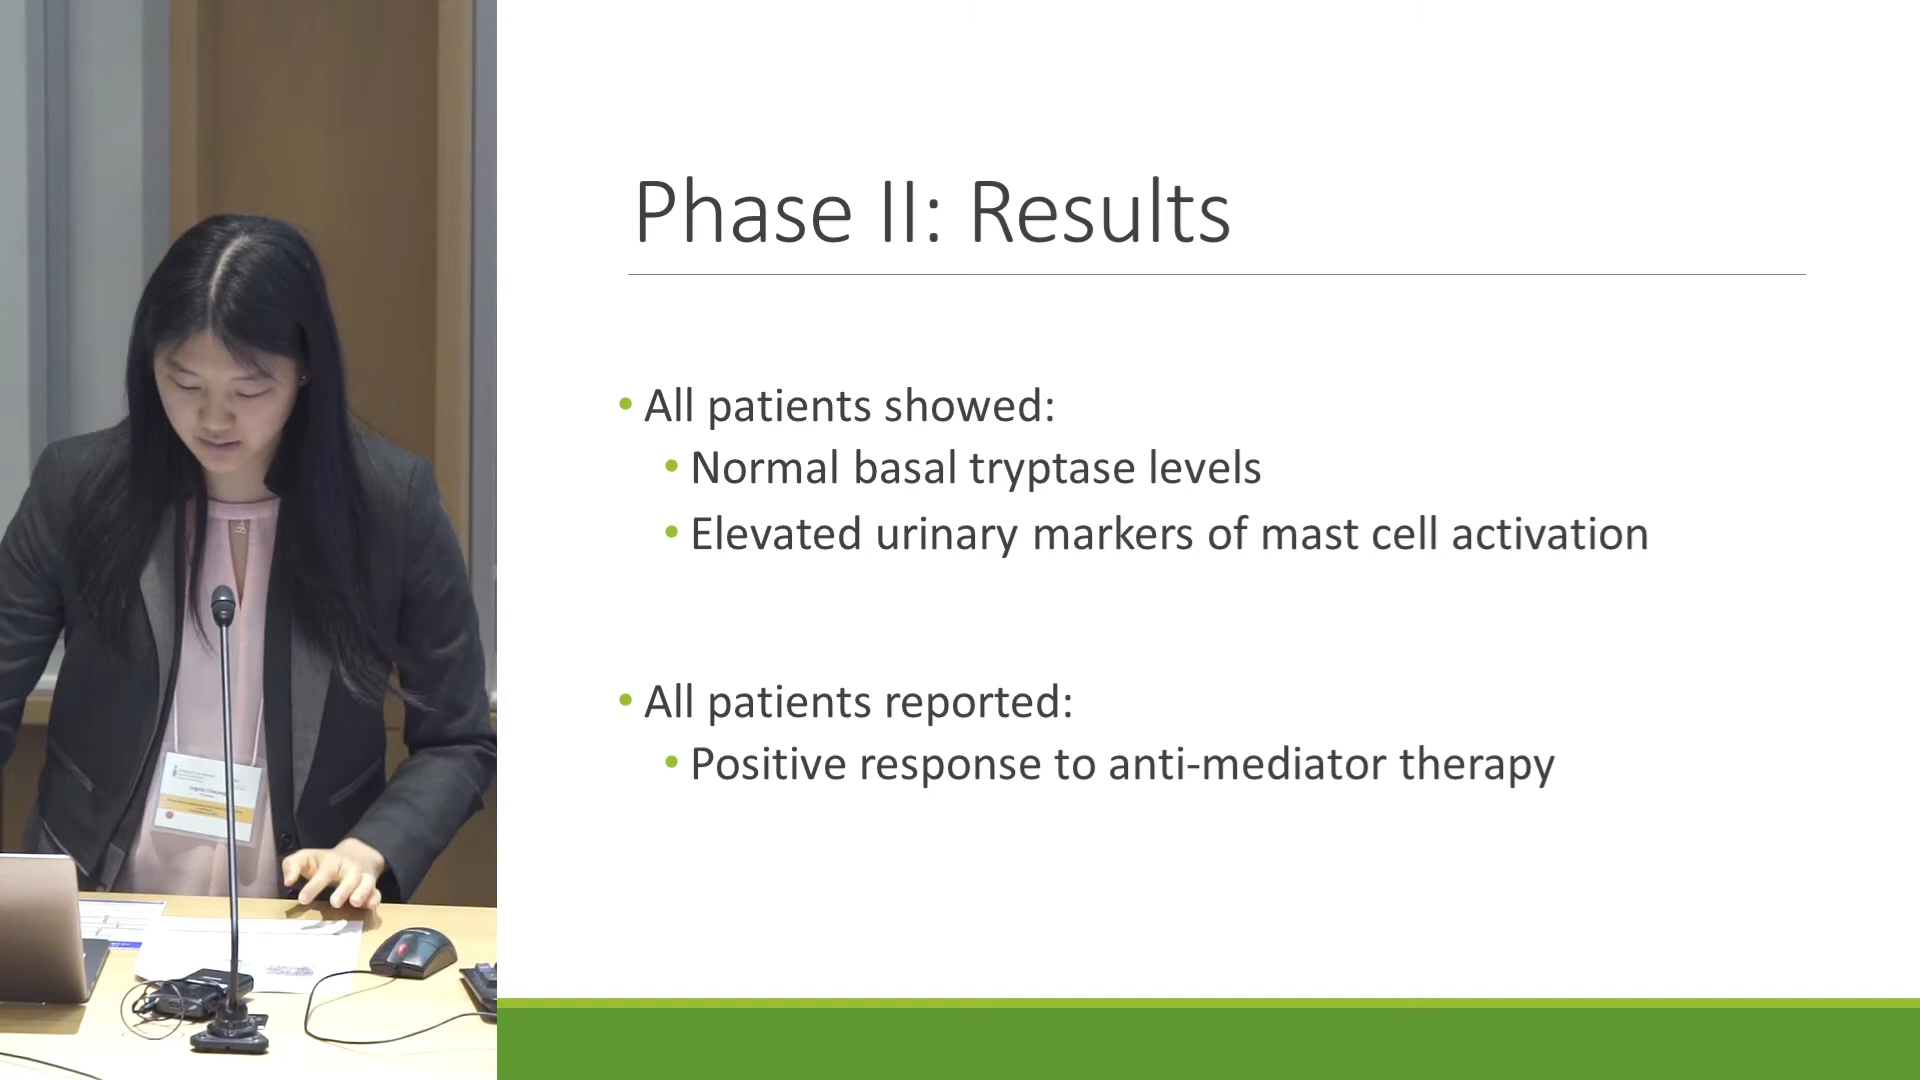 Phase II: Results
• All patients showed:
• Normal basal tryptase levels
• Elevated urinary markers of mast cell activation
• All patients reported:
• Positive response to anti-mediator therapy